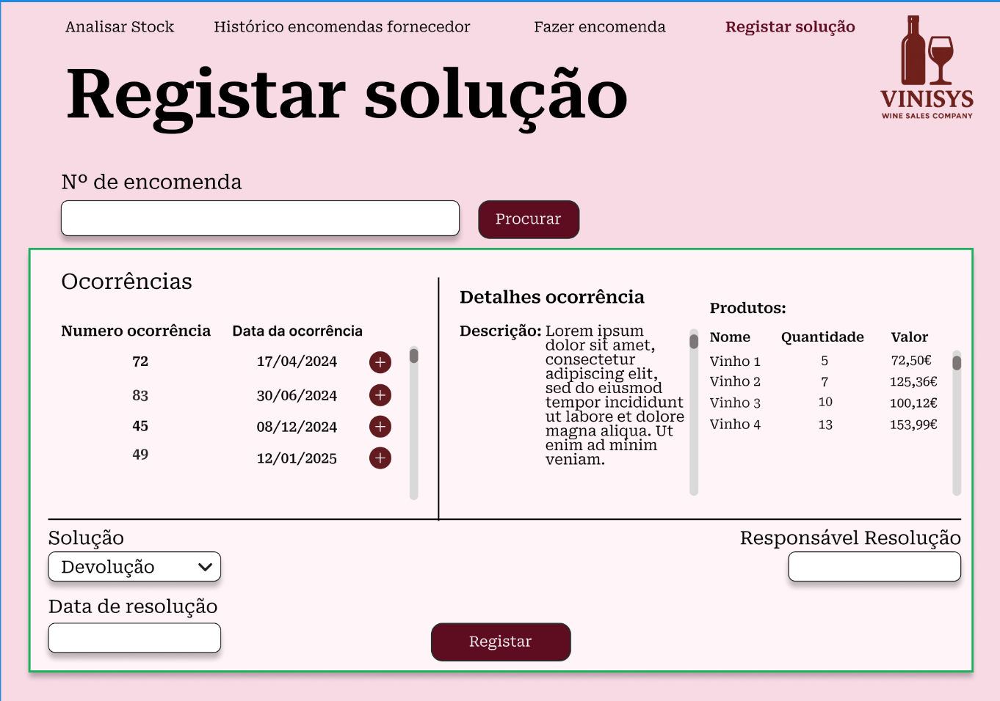 Analisar Stock
Histórico encomendas fornecedor
Fazer encomenda
Registar solução
VINISYS
WINE SALES COMPANY
Registar solução
Nº de encomenda
Procurar
Ocorrências
Numero ocorrência Data da ocorrência
72 17/04/2024
83 30/06/2024
45 08/12/2024
49 12/01/2025
Detalhes ocorrência
Descrição: Lorem ipsum
dolor sit amet,
consectetur
adipiscing elit,
sed do eiusmod
tempor incididunt
ut labore et dolore
magna aliqua. Ut
enim ad minim
veniam.
Produtos:
Nome Quantidade Valor
Vinho 1 5 72,50€
Vinho 2 7 125,36€
Vinho 3 10 100,12€
Vinho 4 13 153,99€
Solução
Devolução
Responsável Resolução
Data de resolução
Registar